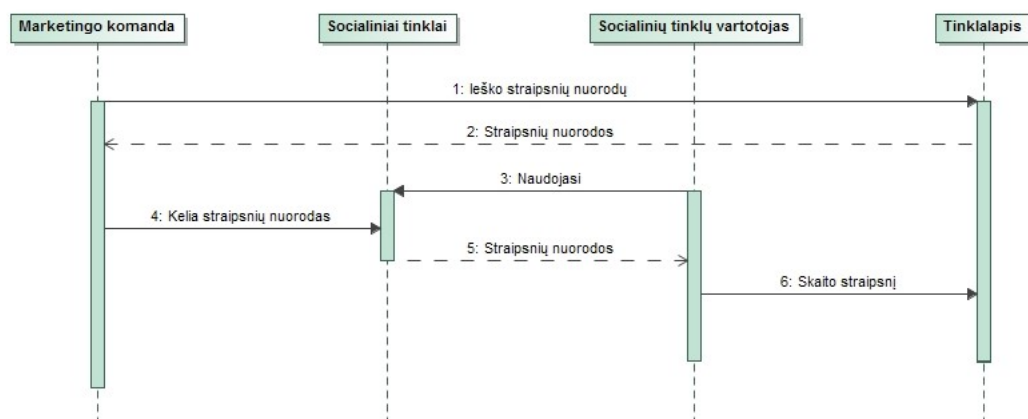 Marketingo komanda
Socialiniai tinklai
Socialinių tinklų vartotojas
Tinklalapis
1: Ieško straipsnių nuorodų
2: Straipsnių nuorodos
3: Naudojasi
4: Kelia straipsnių nuorodas
5: Straipsnių nuorodos
6: Skaito straipsnį